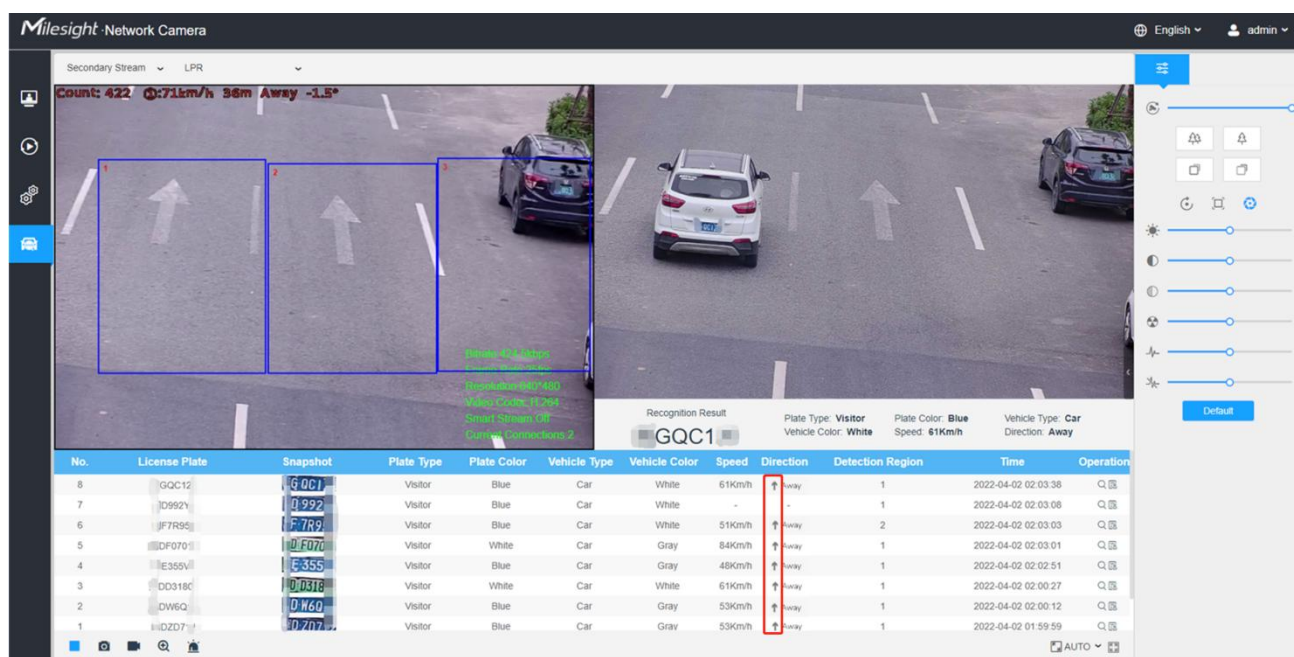 Milesight · Network Camera
English
admin
Secondary Stream
LPR
Count: 422 ①:71km/h 36m Away -1.5°
1
2
3
Resolution 640*480
Video Codec H.264
Smart Stream Off
Current Connections 2
Recognition Result
GQC1
Plate Type: Visitor Plate Color: Blue Vehicle Type: Car
Vehicle Color: White Speed: 61Km/h Direction: Away
Default
No. License Plate Snapshot Plate Type Plate Color Vehicle Type Vehicle Color Speed Direction Detection Region Time Operation
8 GQC12 GQC1 Visitor Blue Car White 61Km/h Away 1 2022-04-02 02:03:38
7 D992Y D992 Visitor Blue Car White - - 1 2022-04-02 02:03:08
6 F7R95 F 7R9 Visitor Blue Car White 51Km/h Away 2 2022-04-02 02:03:03
5 DF070 D F070 Visitor White Car Gray 84Km/h Away 1 2022-04-02 02:03:01
4 E355V E 355 Visitor Blue Car Gray 48Km/h Away 1 2022-04-02 02:02:51
3 DD318 D D318 Visitor White Car White 61Km/h Away 1 2022-04-02 02:00:27
2 DW6Q D W6Q Visitor Blue Car Gray 53Km/h Away 1 2022-04-02 02:00:12
1 DZD7 D ZD7 Visitor Blue Car Gray 53Km/h Away 1 2022-04-02 01:59:59
AUTO